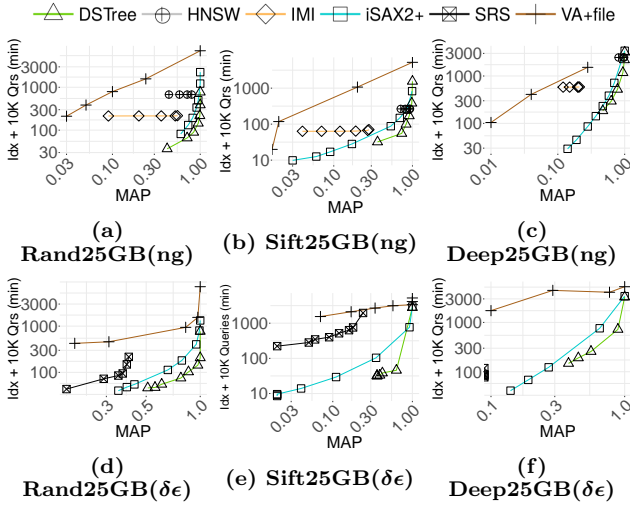 DSTree HNSW IMI iSAX2+ SRS VA+file
Idx + 10K Qrs (min)
3000
1000
300
100
30
0.03 0.10 0.30 1.00
MAP
(a)
Rand25GB(ng)
Idx + 10K Qrs (min)
1000
100
10
0.03 0.10 0.30 1.00
MAP
(b) Sift25GB(ng)
Idx + 10K Qrs (min)
3000
1000
300
100
30
0.01 0.10 1.00
MAP
(c)
Deep25GB(ng)
Idx + 10K Qrs (min)
3000
1000
300
100
0.3 0.5 1.0
MAP
(d)
Rand25GB(δϵ)
Idx + 10K Queries (min)
1000
100
10
0.03 0.10 0.30 1.00
MAP
(e) Sift25GB(δϵ)
Idx + 10K Qrs (min)
3000
1000
300
100
0.1 0.3 1.0
MAP
(f)
Deep25GB(δϵ)